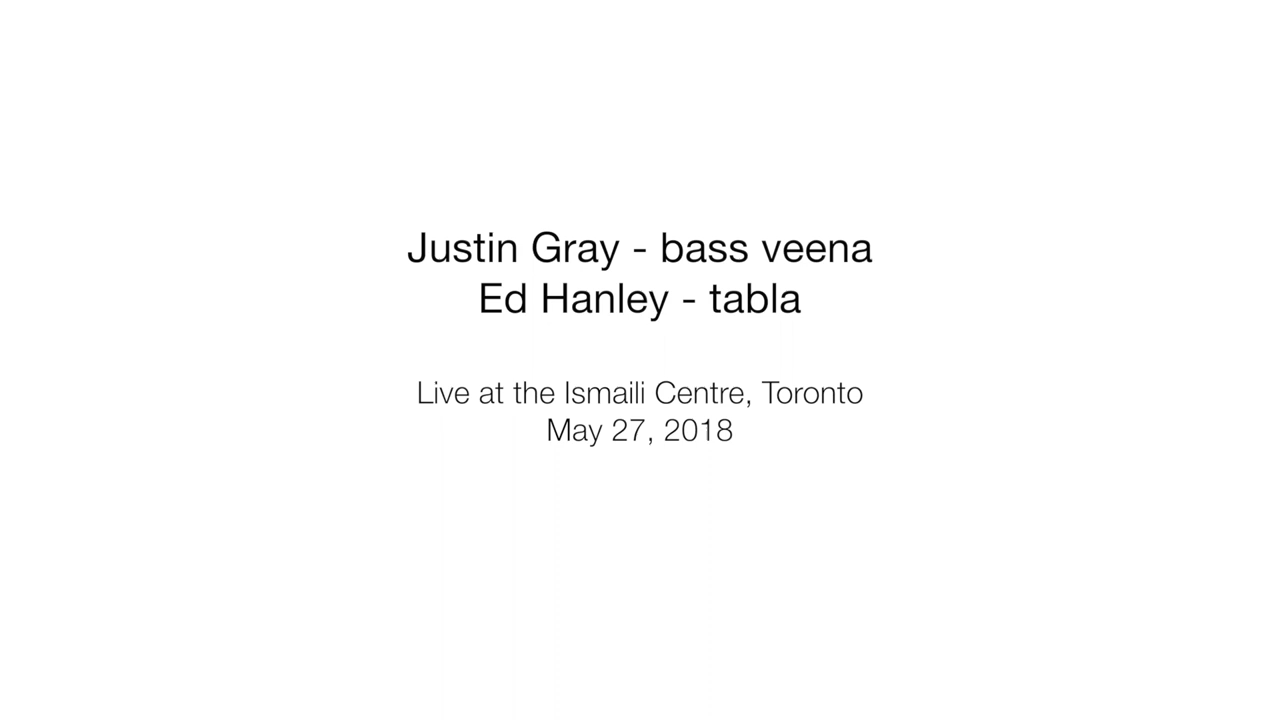 Justin Gray - bass veena
Ed Hanley - tabla
Live at the Ismaili Centre, Toronto
May 27, 2018